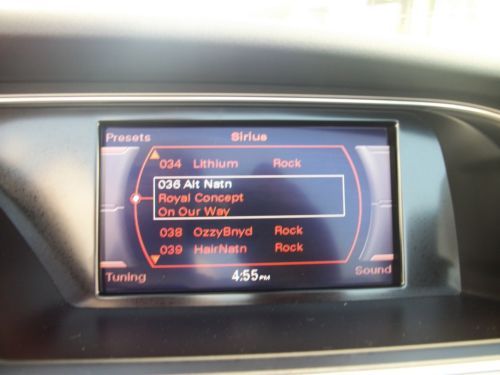 Presets Sirius
034 Lithium Rock
036 Alt Natn
Royal Concept
On Our Way
038 OzzyBnyd Rock
039 HairNatn Rock
Tuning 4:55PM Sound